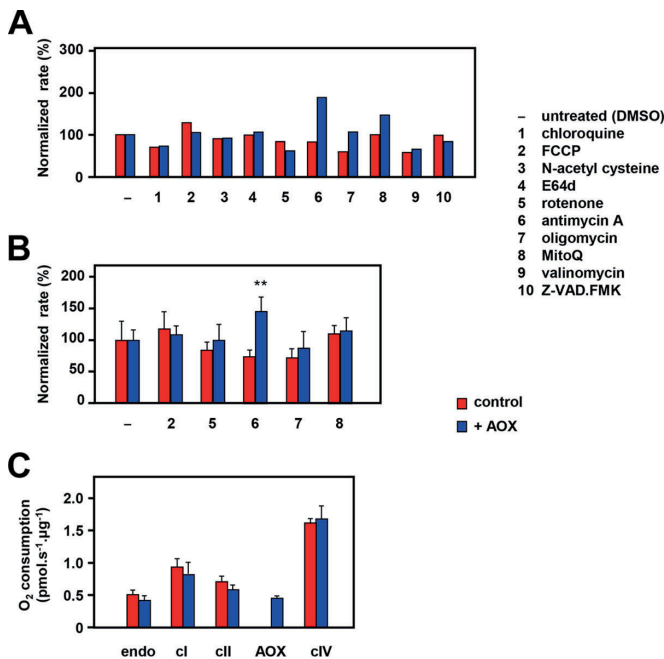 A
Normalized rate (%)
300
200
100
0
– 1 2 3 4 5 6 7 8 9 10
– untreated (DMSO)
1 chloroquine
2 FCCP
3 N-acetyl cysteine
4 E64d
5 rotenone
6 antimycin A
7 oligomycin
8 MitoQ
9 valinomycin
10 Z-VAD.FMK
B
Normalized rate (%)
200
150
100
50
0
**
– 2 5 6 7 8
control
+ AOX
C
O₂ consumption
(pmol.s⁻¹.µg⁻¹)
2.0
1.5
1.0
0.5
0
endo cI cII AOX cIV